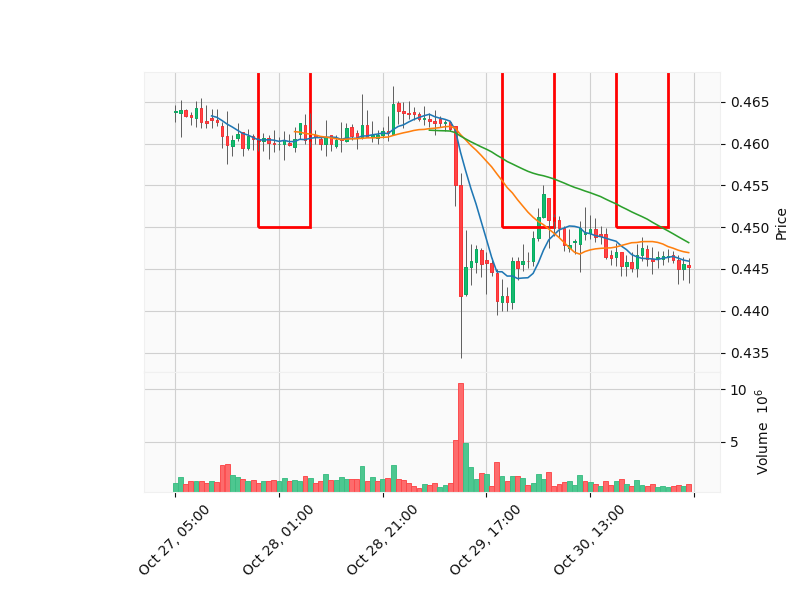 0.465
0.460
0.455
0.450
0.445
0.440
0.435
Price
10
5
Volume 10⁶
Oct 27, 05:00
Oct 28, 01:00
Oct 28, 21:00
Oct 29, 17:00
Oct 30, 13:00